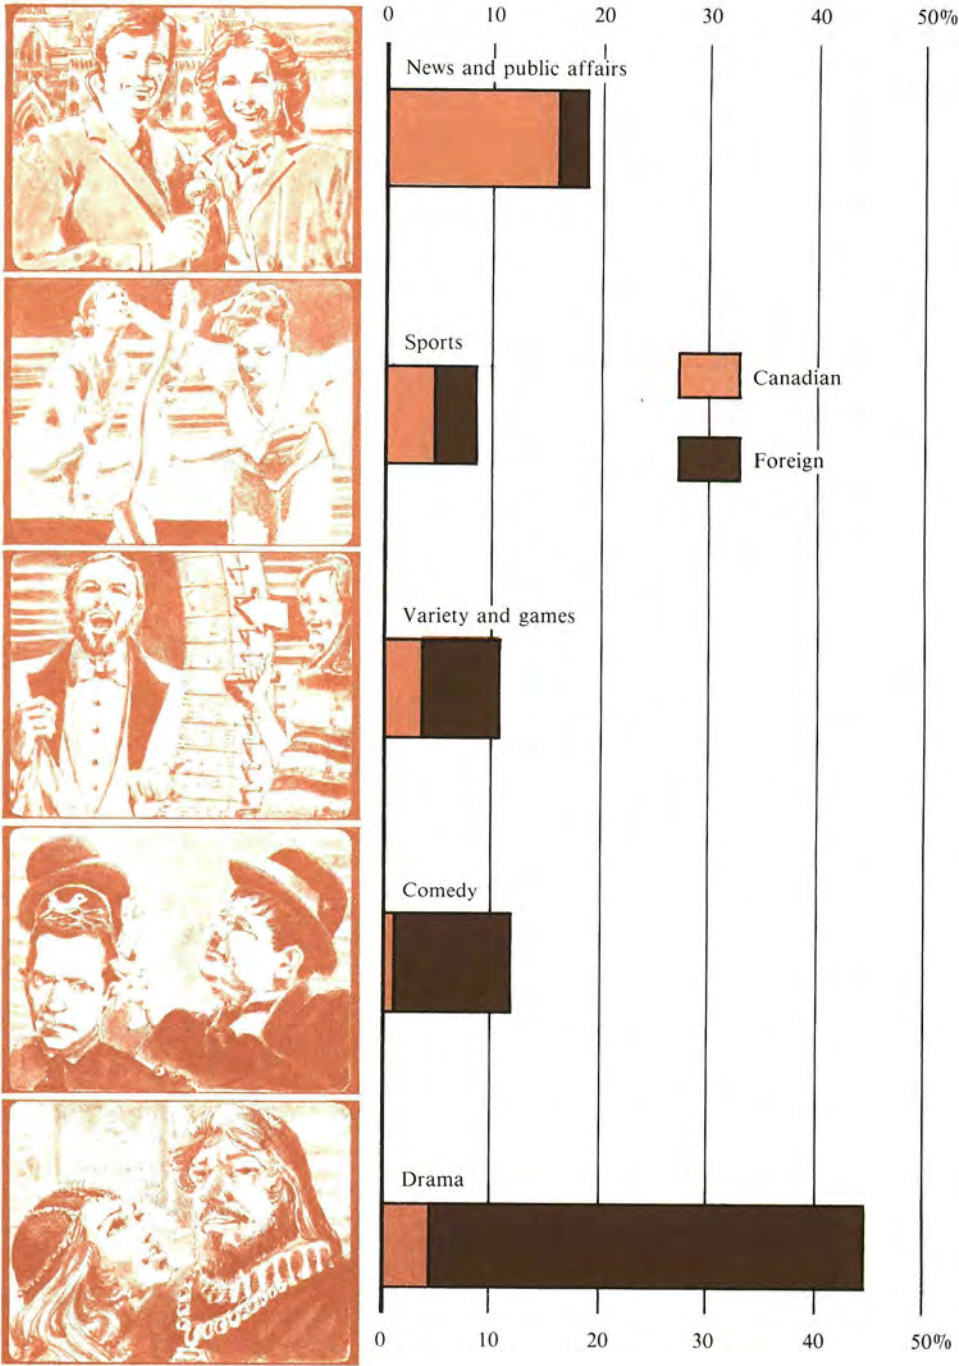 0 10 20 30 40 50%
News and public affairs
Sports
Canadian
Foreign
Variety and games
Comedy
Drama
0 10 20 30 40 50%